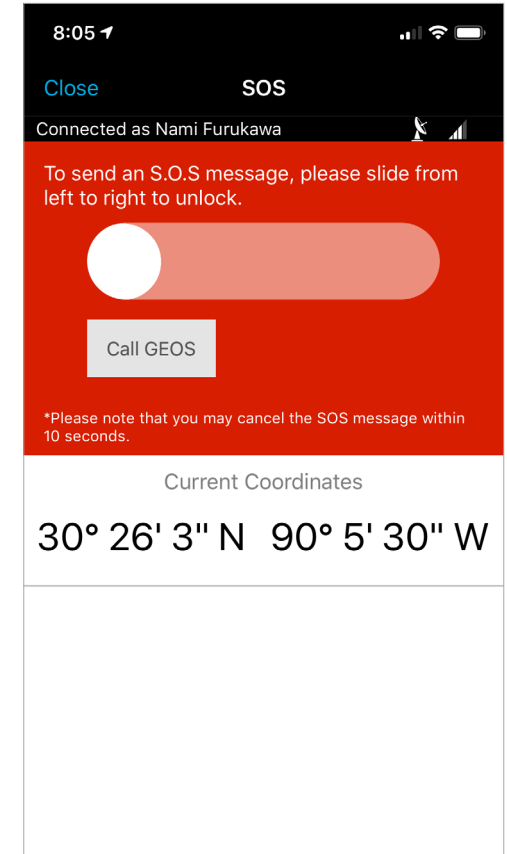 8:05
Close SOS
Connected as Nami Furukawa
To send an S.O.S message, please slide from
left to right to unlock.
Call GEOS
*Please note that you may cancel the SOS message within
10 seconds.
Current Coordinates
30° 26' 3" N 90° 5' 30" W